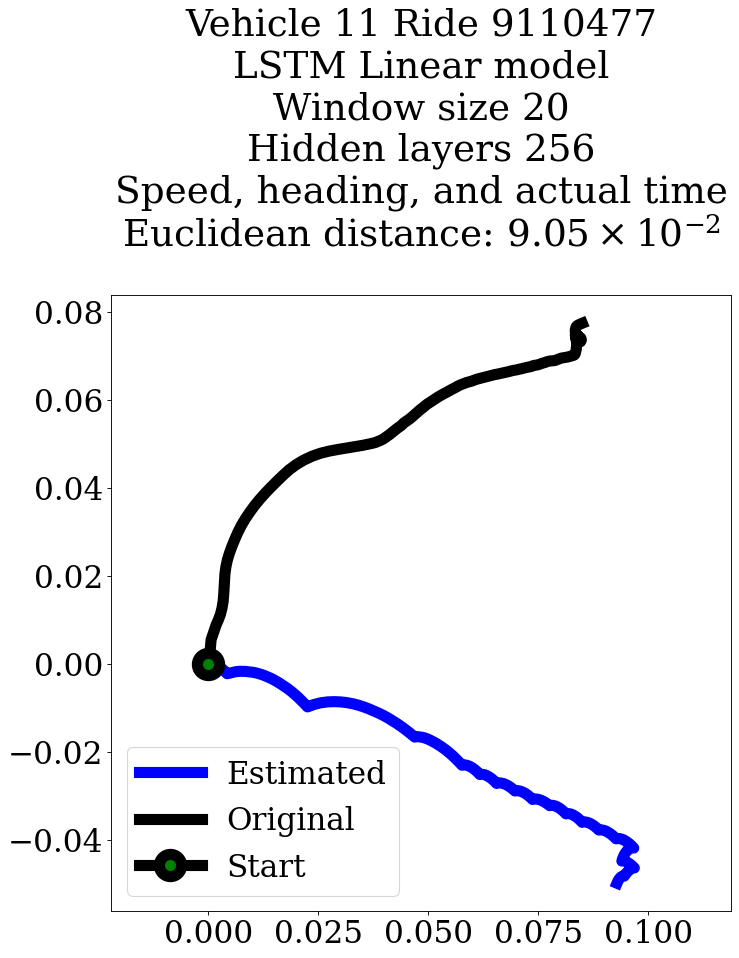 Vehicle 11 Ride 9110477
LSTM Linear model
Window size 20
Hidden layers 256
Speed, heading, and actual time
Euclidean distance: 9.05 × 10⁻²
0.08
0.06
0.04
0.02
0.00
−0.02
−0.04
Estimated
Original
Start
0.000 0.025 0.050 0.075 0.100